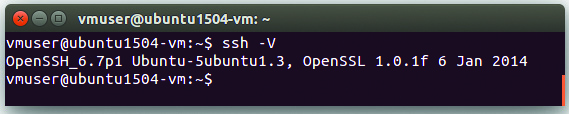 vmuser@ubuntu1504-vm: ~
vmuser@ubuntu1504-vm:~$ ssh -V
OpenSSH_6.7p1 Ubuntu-5ubuntu1.3, OpenSSL 1.0.1f 6 Jan 2014
vmuser@ubuntu1504-vm:~$